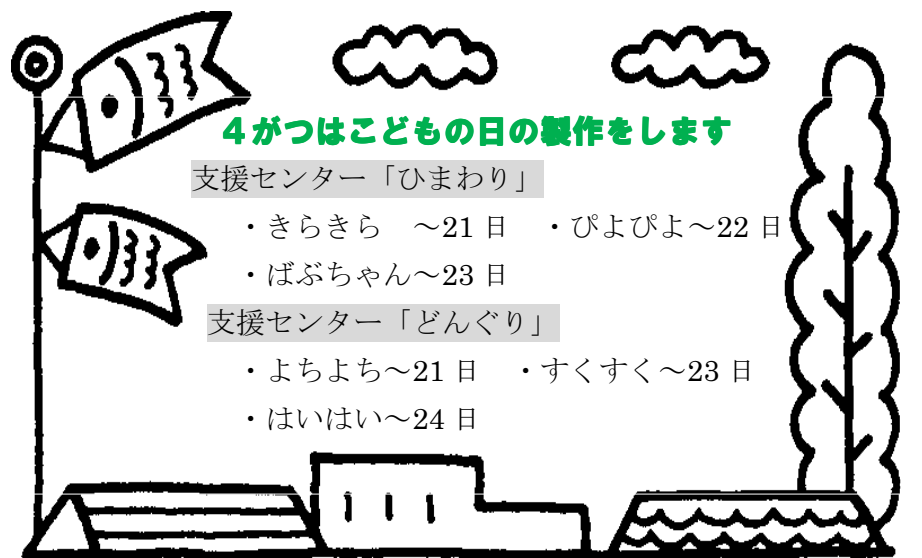 ４がつはこどもの日の製作をします
支援センター「ひまわり」
・きらきら　～21 日　・ぴよぴよ～22 日
・ばぶちゃん～23 日
支援センター「どんぐり」
・よちよち～21 日　・すくすく～23 日
・はいはい～24 日